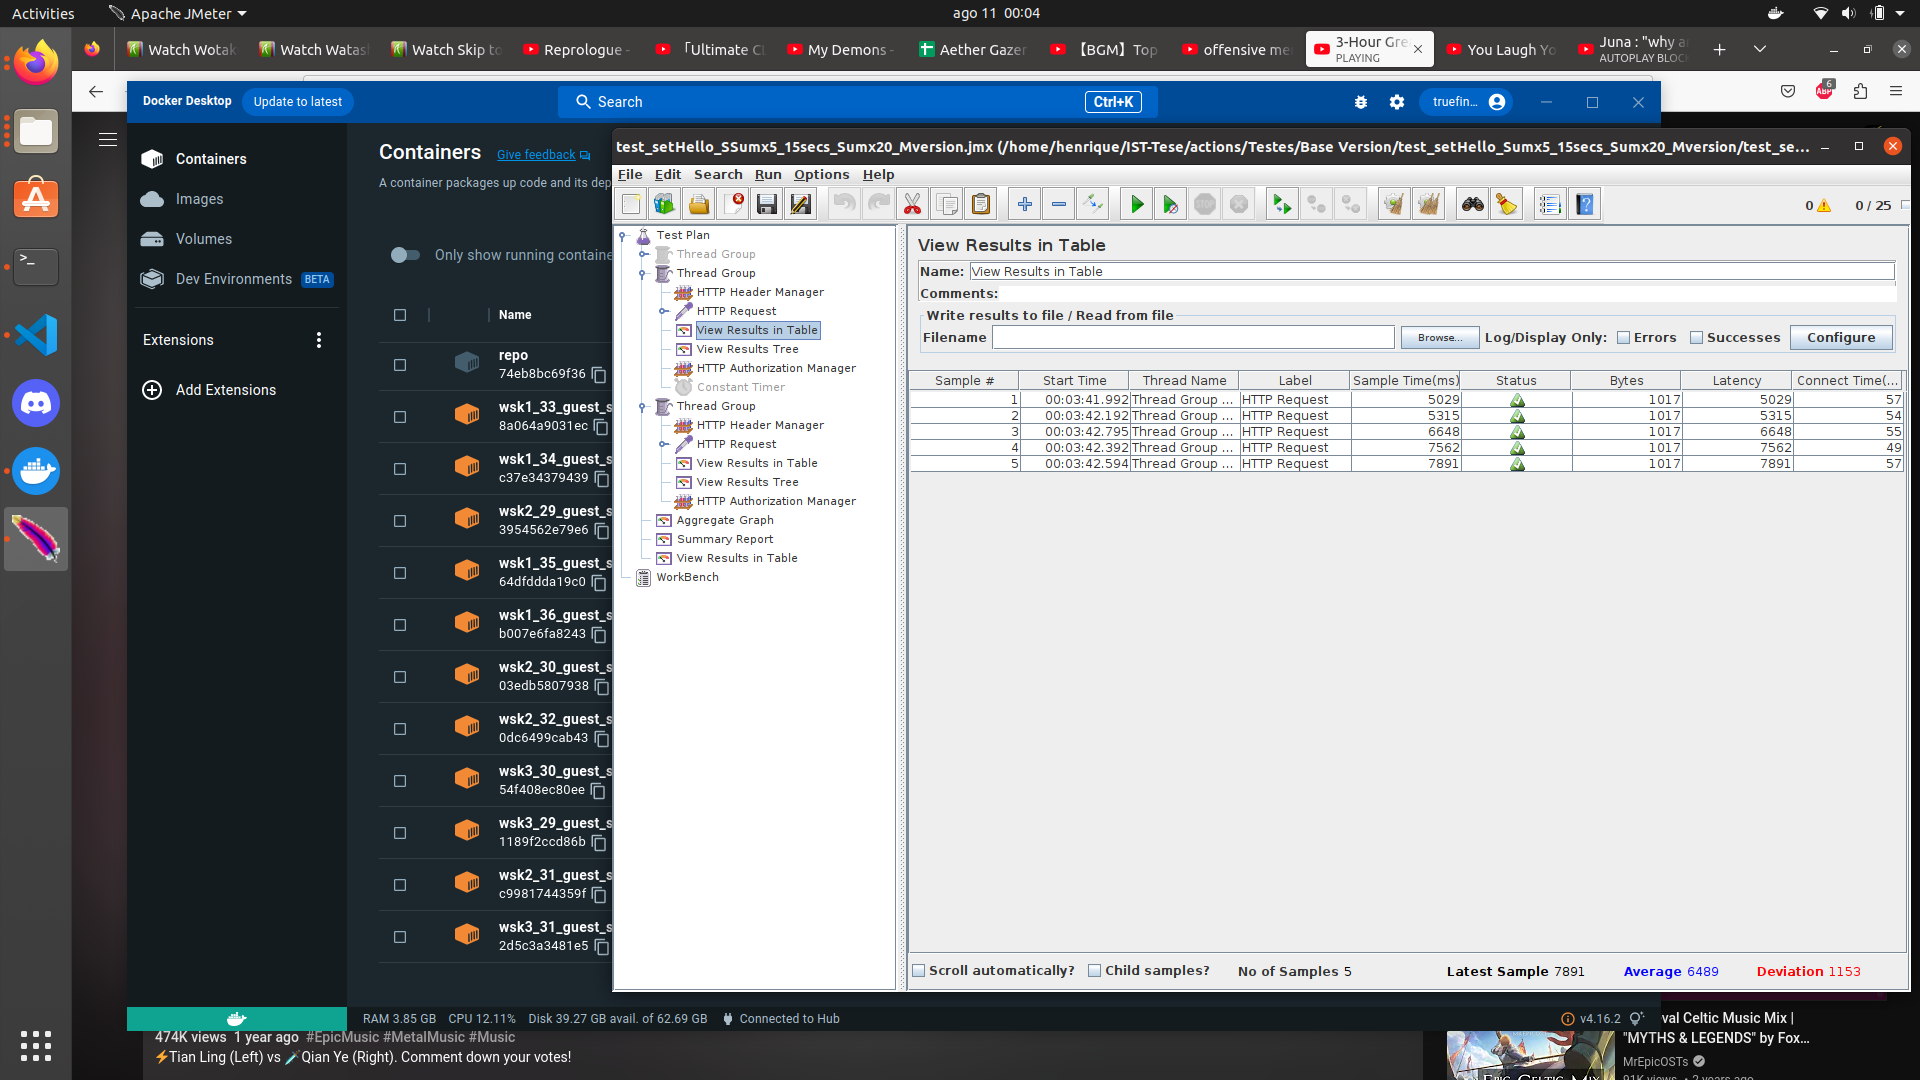 Activities
Apache JMeter
ago 11 00:04
Watch Wotak
Watch Watash
Watch Skip to
Reprologue -
「Ultimate Cl
My Demons -
Aether Gazer
【BGM】Top
offensive me
3-Hour Gre
PLAYING
You Laugh Yo
Juna : "why a
AUTOPLAY BLOC
ABP
6
Docker Desktop
Update to latest
Search
Ctrl+K
truefin...
Containers
Images
Volumes
Dev Environments
BETA
Extensions
Add Extensions
Containers
Give feedback
A container packages up code and its dep
Only show running containe
Name
repo
74eb8bc69f36
wsk1_33_guest_s
8a064a9031ec
wsk1_34_guest_s
c37e34379439
wsk2_29_guest_s
3954562e79e6
wsk1_35_guest_s
64dfddda19c0
wsk1_36_guest_s
b007e6fa8243
wsk2_30_guest_s
03edb5807938
wsk2_32_guest_s
0dc6499cab43
wsk3_30_guest_s
54f408ec80ee
wsk3_29_guest_s
1189f2ccd86b
wsk2_31_guest_s
c9981744359f
wsk3_31_guest_s
2d5c3a3481e5
RAM 3.85 GB CPU 12.11% Disk 39.27 GB avail. of 62.69 GB Connected to Hub
v4.16.2
test_setHello_SSumx5_15secs_Sumx20_Mversion.jmx (/home/henrique/IST-Tese/actions/Testes/Base Version/test_setHello_Sumx5_15secs_Sumx20_Mversion/test_se...
File Edit Search Run Options Help
STOP
0
0 / 25
Test Plan
Thread Group
Thread Group
HTTP Header Manager
HTTP Request
View Results in Table
View Results Tree
HTTP Authorization Manager
Constant Timer
Thread Group
HTTP Header Manager
HTTP Request
View Results in Table
View Results Tree
HTTP Authorization Manager
Aggregate Graph
Summary Report
View Results in Table
WorkBench
View Results in Table
Name: View Results in Table
Comments:
Write results to file / Read from file
Filename Browse... Log/Display Only: Errors Successes Configure
Sample # Start Time Thread Name Label Sample Time(ms) Status Bytes Latency Connect Time(...
1 00:03:41.992 Thread Group ... HTTP Request 5029 1017 5029 57
2 00:03:42.192 Thread Group ... HTTP Request 5315 1017 5315 54
3 00:03:42.795 Thread Group ... HTTP Request 6648 1017 6648 55
4 00:03:42.392 Thread Group ... HTTP Request 7562 1017 7562 49
5 00:03:42.594 Thread Group ... HTTP Request 7891 1017 7891 57
Scroll automatically? Child samples? No of Samples 5 Latest Sample 7891 Average 6489 Deviation 1153
474K views 1 year ago #EpicMusic #MetalMusic #Music
⚡Tian Ling (Left) vs 🗡Qian Ye (Right). Comment down your votes!
val Celtic Music Mix |
"MYTHS & LEGENDS" by Fox...
MrEpicOSTs
91K views • 2 years ago